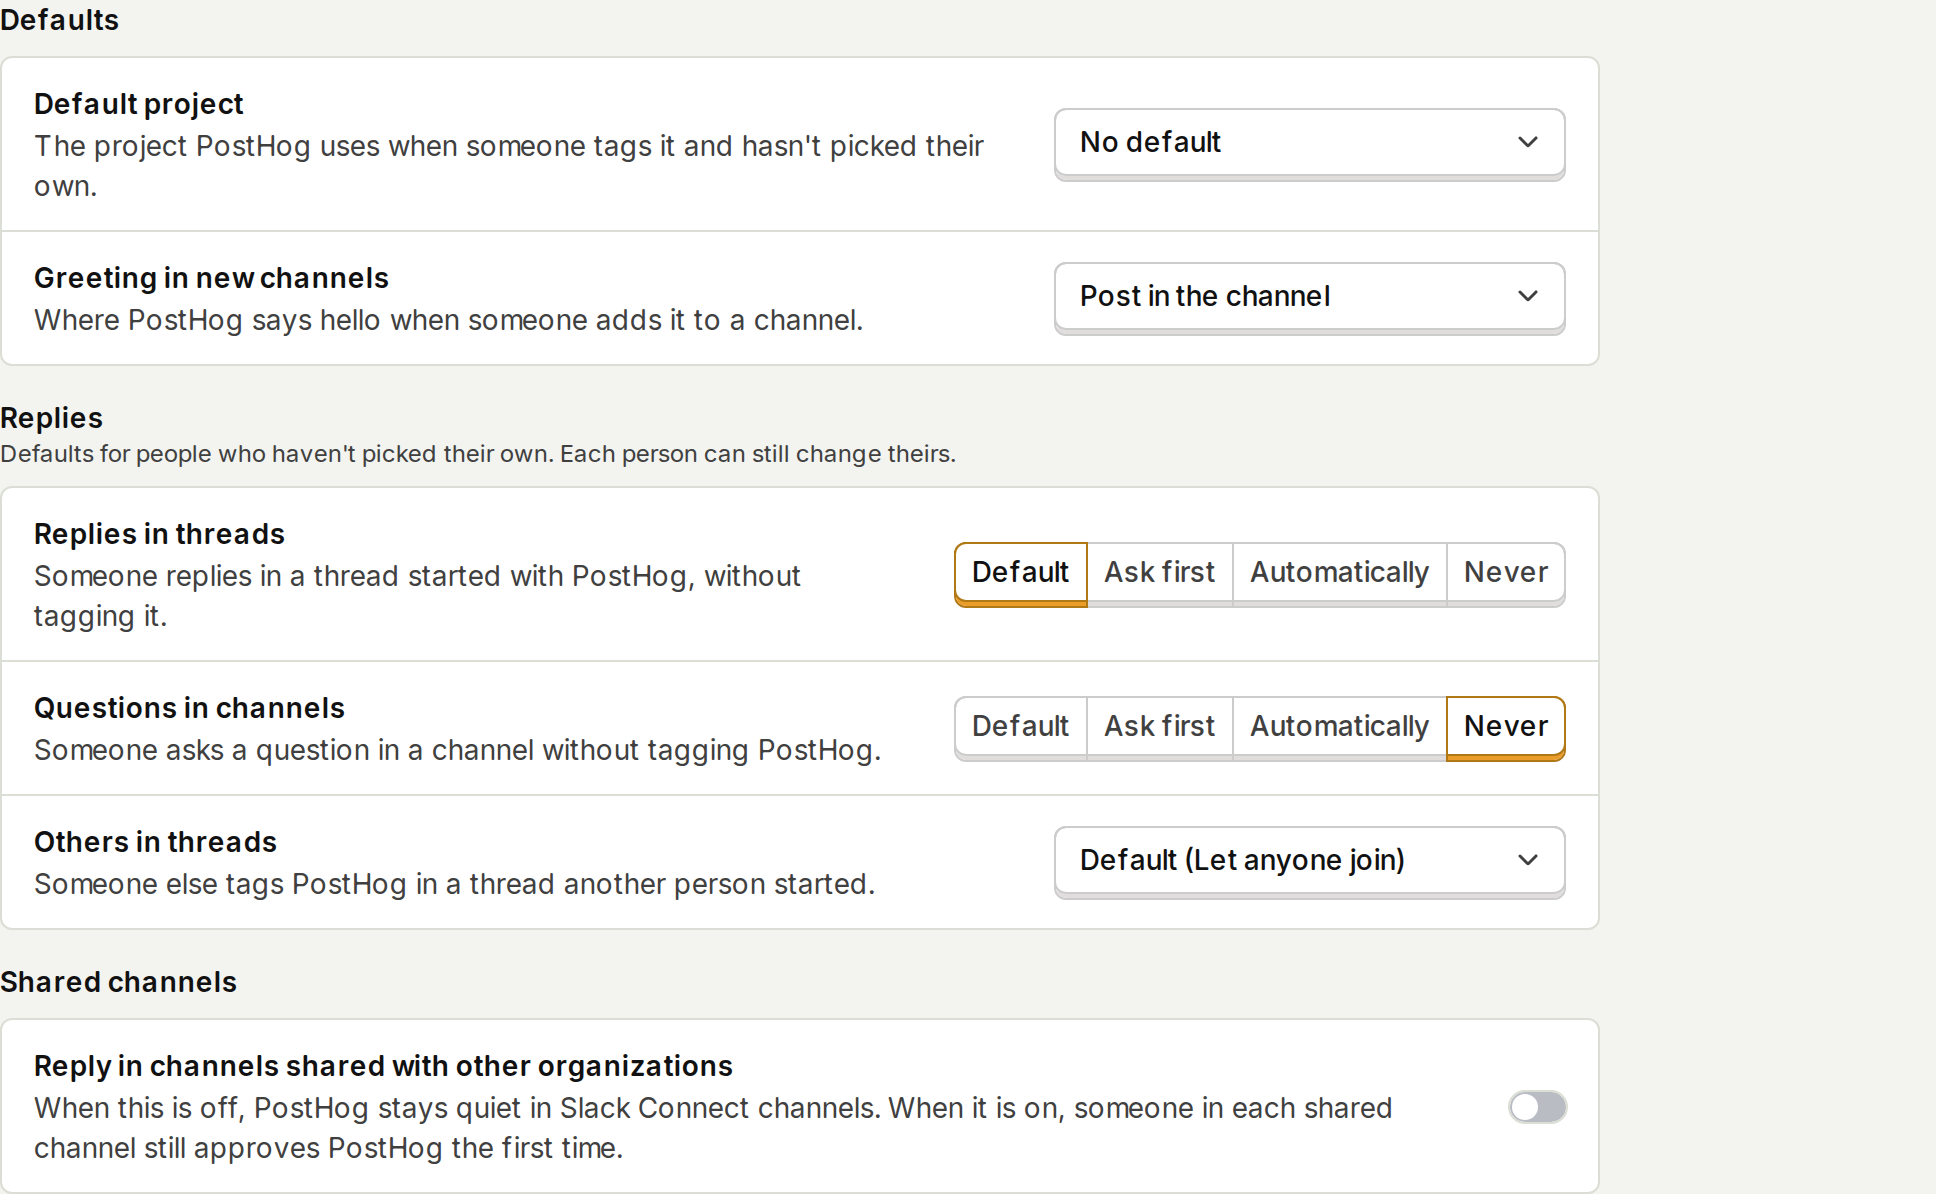 Defaults
Default project
The project PostHog uses when someone tags it and hasn't picked their
own.
No default
Greeting in new channels
Where PostHog says hello when someone adds it to a channel.
Post in the channel
Replies
Defaults for people who haven't picked their own. Each person can still change theirs.
Replies in threads
Someone replies in a thread started with PostHog, without
tagging it.
Default Ask first Automatically Never
Questions in channels
Someone asks a question in a channel without tagging PostHog.
Default Ask first Automatically Never
Others in threads
Someone else tags PostHog in a thread another person started.
Default (Let anyone join)
Shared channels
Reply in channels shared with other organizations
When this is off, PostHog stays quiet in Slack Connect channels. When it is on, someone in each shared
channel still approves PostHog the first time.